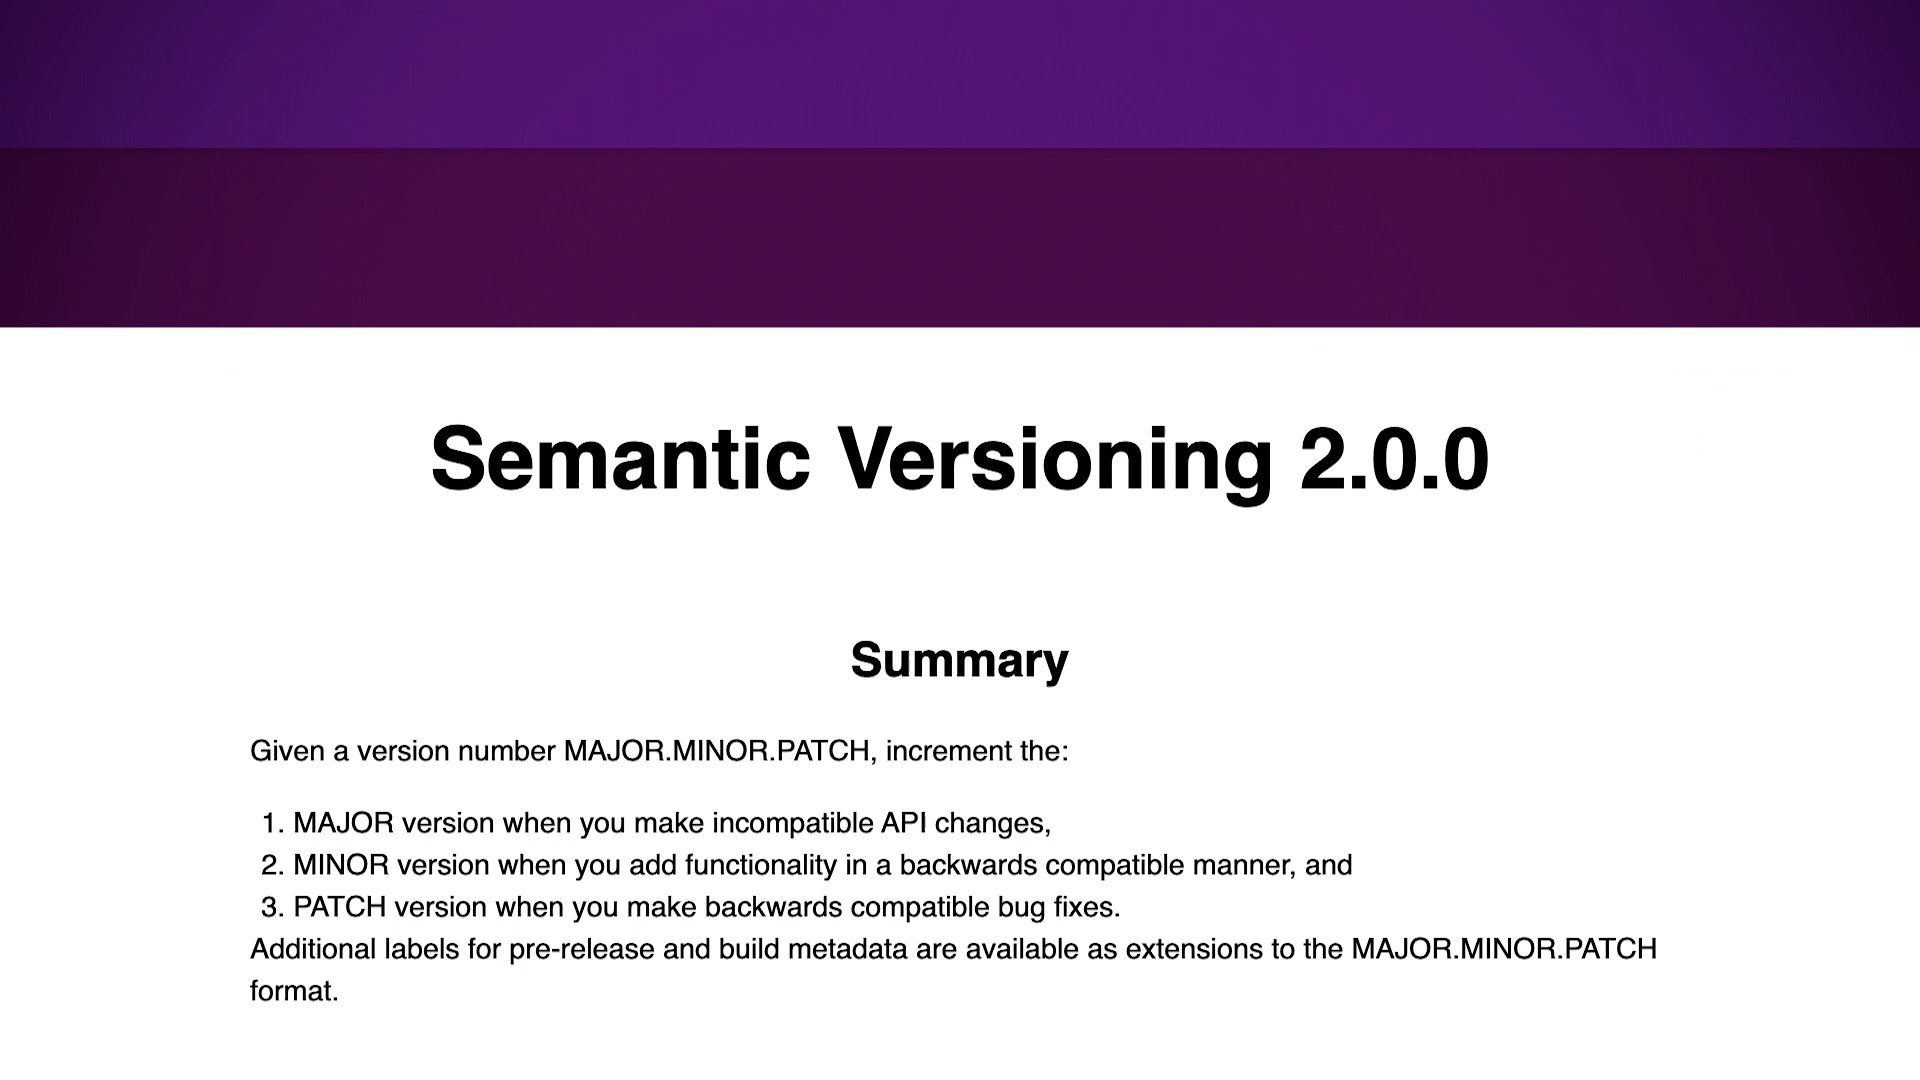 Semantic Versioning 2.0.0
Summary
Given a version number MAJOR.MINOR.PATCH, increment the:
1. MAJOR version when you make incompatible API changes,
2. MINOR version when you add functionality in a backwards compatible manner, and
3. PATCH version when you make backwards compatible bug fixes.
Additional labels for pre-release and build metadata are available as extensions to the MAJOR.MINOR.PATCH
format.